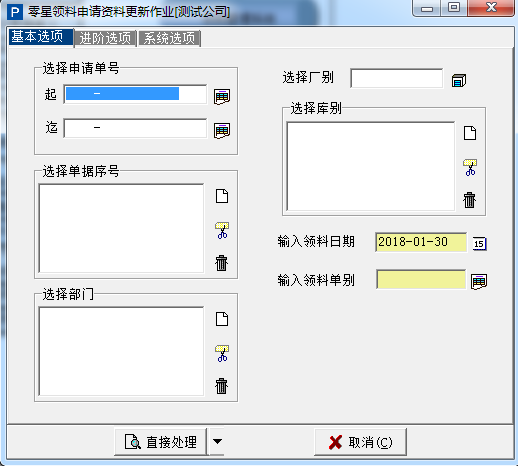 零星领料申请资料更新作业[测试公司]
基本选项 进阶选项 系统选项
选择申请单号
起 -
迄 -
选择单据序号
选择部门
选择厂别
选择库别
输入领料日期 2018-01-30 15
输入领料单别
直接处理 取消(C)